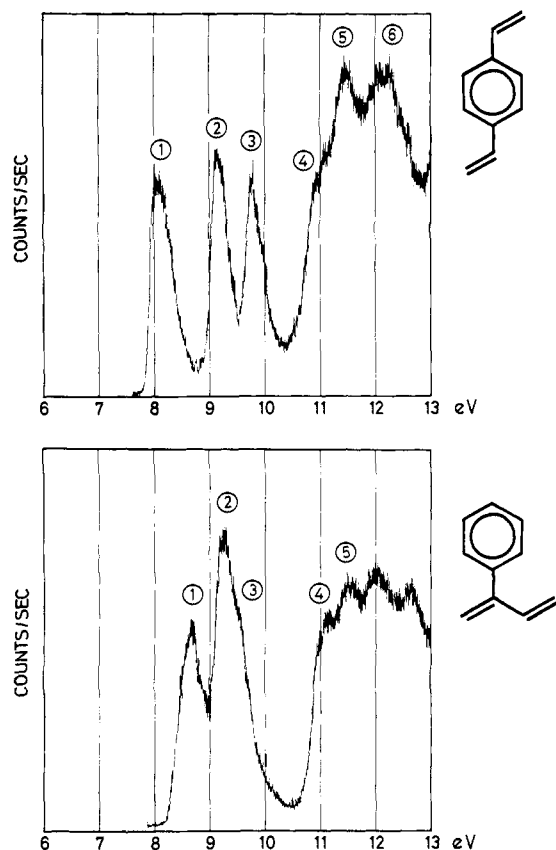 COUNTS/SEC
① ② ③ ④ ⑤ ⑥
6 7 8 9 10 11 12 13 eV
COUNTS/SEC
① ② ③ ④ ⑤
6 7 8 9 10 11 12 13 eV